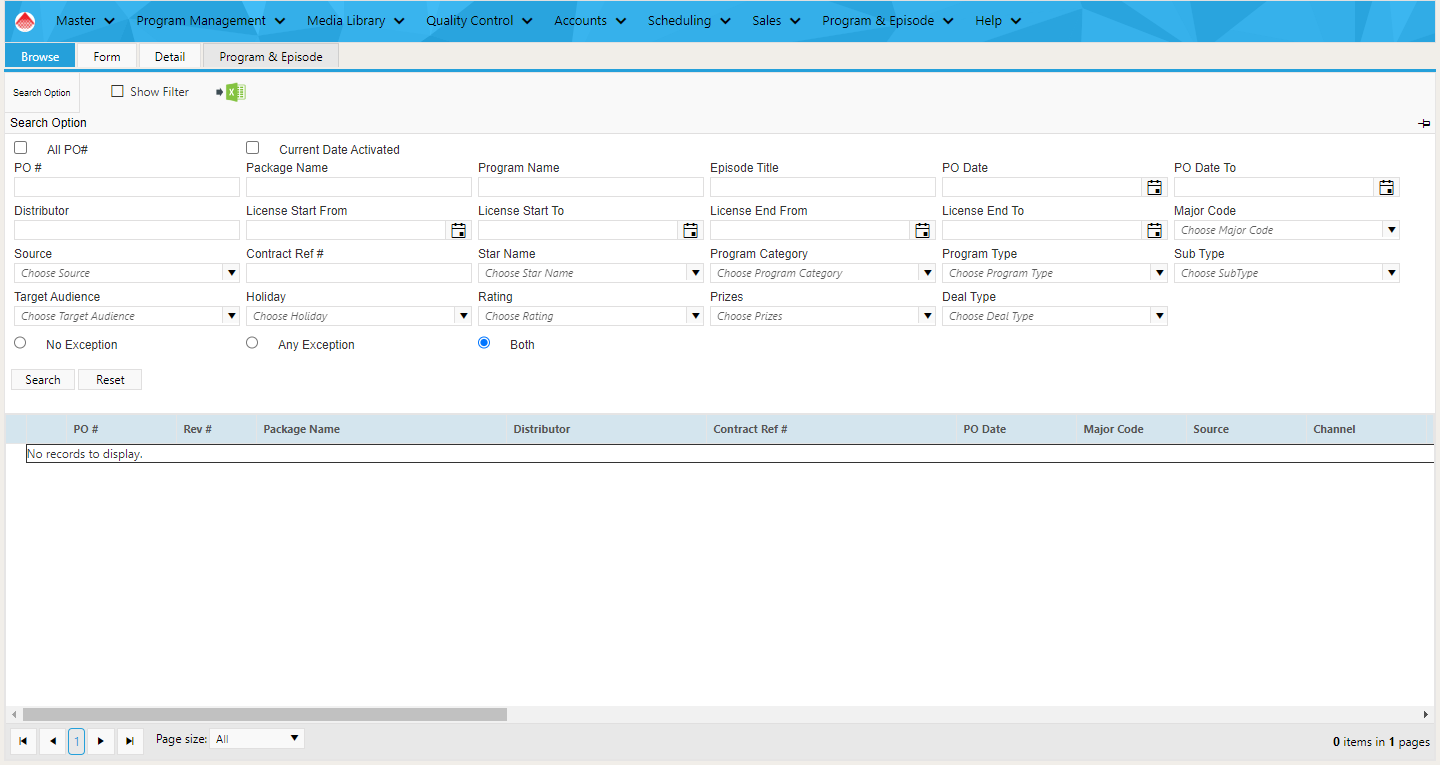 Master Program Management Media Library Quality Control Accounts Scheduling Sales Program & Episode Help
Browse Form Detail Program & Episode
Search Option Show Filter
Search Option
All PO# Current Date Activated
PO # Package Name Program Name Episode Title PO Date PO Date To
Distributor License Start From License Start To License End From License End To Major Code
Choose Major Code
Source Contract Ref # Star Name Program Category Program Type Sub Type
Choose Source Choose Star Name Choose Program Category Choose Program Type Choose SubType
Target Audience Holiday Rating Prizes Deal Type
Choose Target Audience Choose Holiday Choose Rating Choose Prizes Choose Deal Type
No Exception Any Exception Both
Search Reset
PO # Rev # Package Name Distributor Contract Ref # PO Date Major Code Source Channel
No records to display.
1 Page size: All 0 items in 1 pages